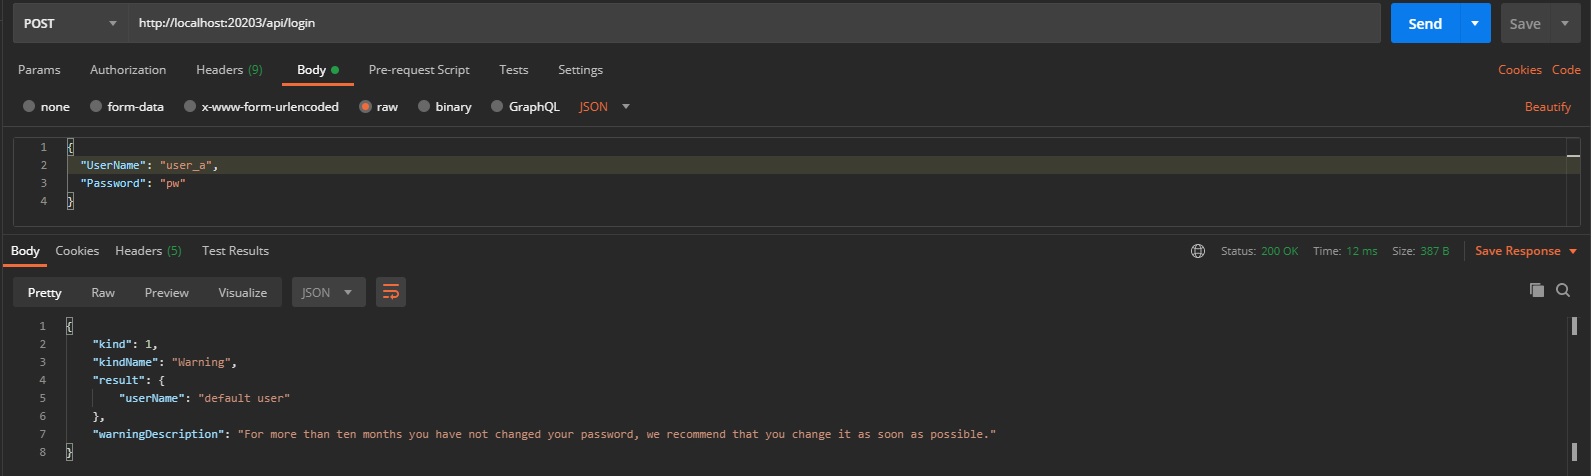 POST http://localhost:20203/api/login Send Save
Params Authorization Headers (9) Body Pre-request Script Tests Settings Cookies Code
none form-data x-www-form-urlencoded raw binary GraphQL JSON Beautify
1 {
2 "UserName": "user_a",
3 "Password": "pw"
4 }
Body Cookies Headers (5) Test Results Status: 200 OK Time: 12 ms Size: 387 B Save Response
Pretty Raw Preview Visualize JSON
1 {
2 "kind": 1,
3 "kindName": "Warning",
4 "result": {
5 "userName": "default user"
6 },
7 "warningDescription": "For more than ten months you have not changed your password, we recommend that you change it as soon as possible."
8 }